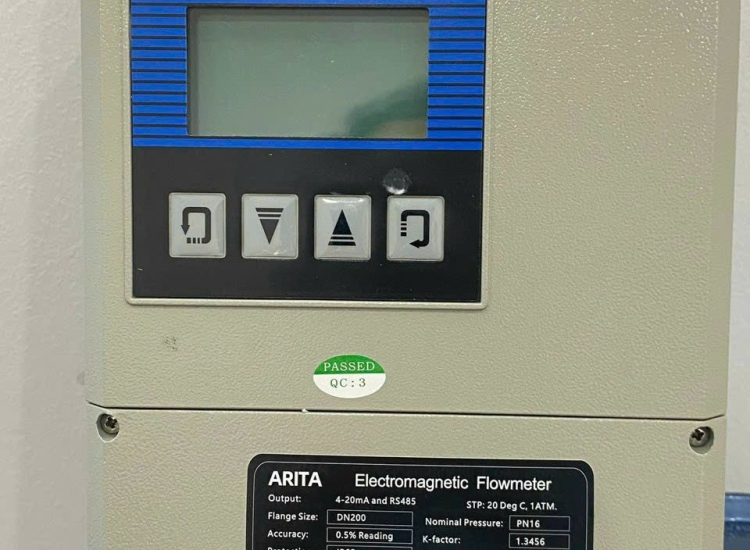 PASSED
QC:3
ARITA Electromagnetic Flowmeter
Output: 4-20mA and RS485 STP: 20 Deg C, 1ATM.
Flange Size: DN200 Nominal Pressure: PN16
Accuracy: 0.5% Reading K-factor: 1.3456